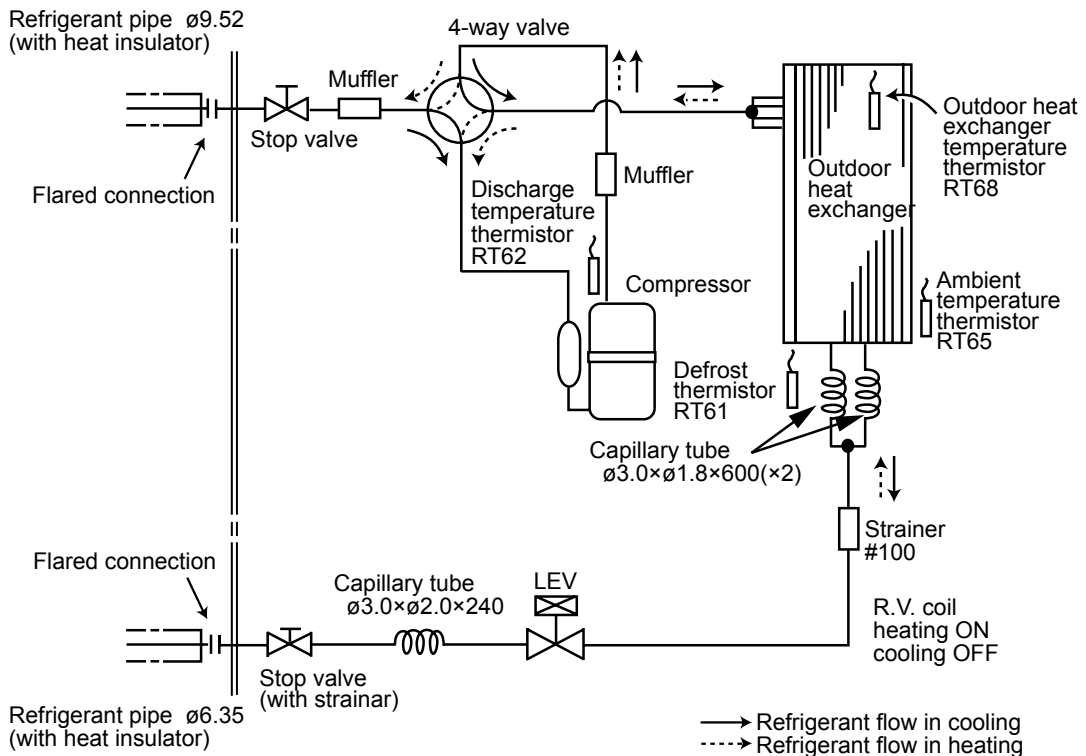 Refrigerant pipe ø9.52
(with heat insulator)
4-way valve
Muffler
Stop valve
Flared connection
Outdoor heat
exchanger
temperature
thermistor
RT68
Outdoor
heat
exchanger
Muffler
Discharge
temperature
thermistor
RT62
Compressor
Ambient
temperature
thermistor
RT65
Defrost
thermistor
RT61
Capillary tube
ø3.0×ø1.8×600(×2)
Strainer
#100
Flared connection
Capillary tube
ø3.0×ø2.0×240
LEV
R.V. coil
heating ON
cooling OFF
Stop valve
(with strainar)
Refrigerant pipe ø6.35
(with heat insulator)
Refrigerant flow in cooling
Refrigerant flow in heating